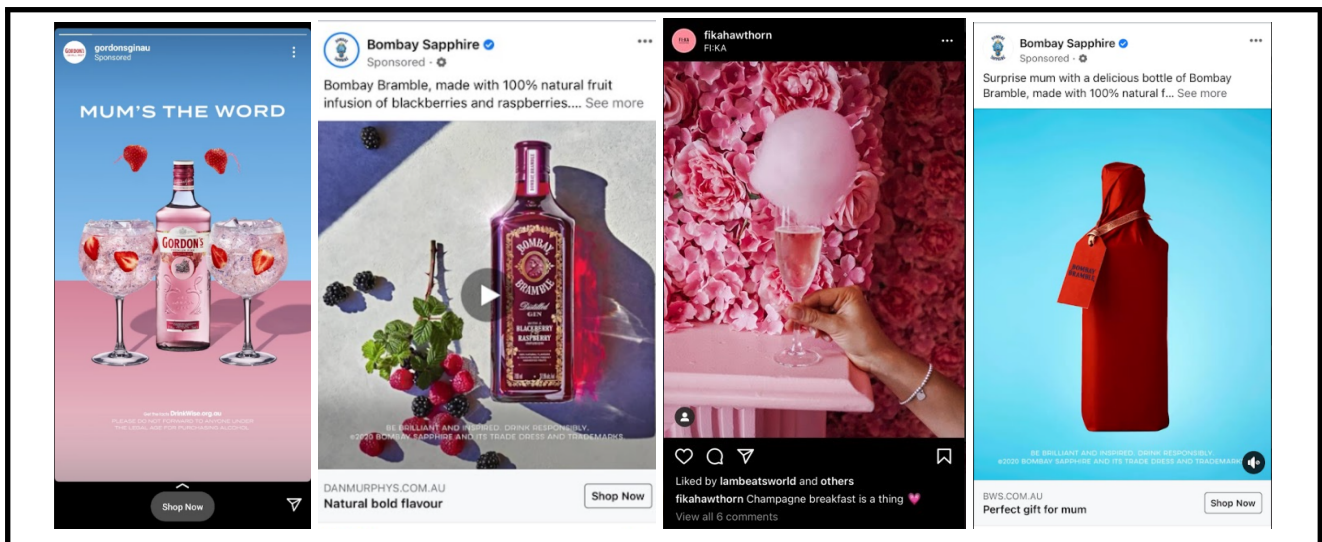 gordonsginau
Sponsored
MUM'S THE WORD
GORDON'S
DrinkWise.org.au
PLEASE DO NOT FORWARD TO ANYONE UNDER
THE LEGAL AGE FOR PURCHASING ALCOHOL.
Shop Now
Bombay Sapphire
Sponsored ·
Bombay Bramble, made with 100% natural fruit
infusion of blackberries and raspberries.... See more
BOMBAY
BRAMBLE
Distilled
GIN
BLACKBERRY
RASPBERRY
BE BRILLIANT AND INSPIRED. DRINK RESPONSIBLY.
©2020 BOMBAY SAPPHIRE AND ITS TRADE DRESS AND TRADEMARKS
DANMURPHYS.COM.AU
Natural bold flavour
Shop Now
FI:KA
fikahawthorn
FI:KA
Liked by lambeatsworld and others
fikahawthorn Champagne breakfast is a thing 💗
View all 6 comments
Bombay Sapphire
Sponsored ·
Surprise mum with a delicious bottle of Bombay
Bramble, made with 100% natural f... See more
BOMBAY
BRAMBLE
BE BRILLIANT AND INSPIRED. DRINK RESPONSIBLY.
©2020 BOMBAY SAPPHIRE AND ITS TRADE DRESS AND TRADEMARK
BWS.COM.AU
Perfect gift for mum
Shop Now